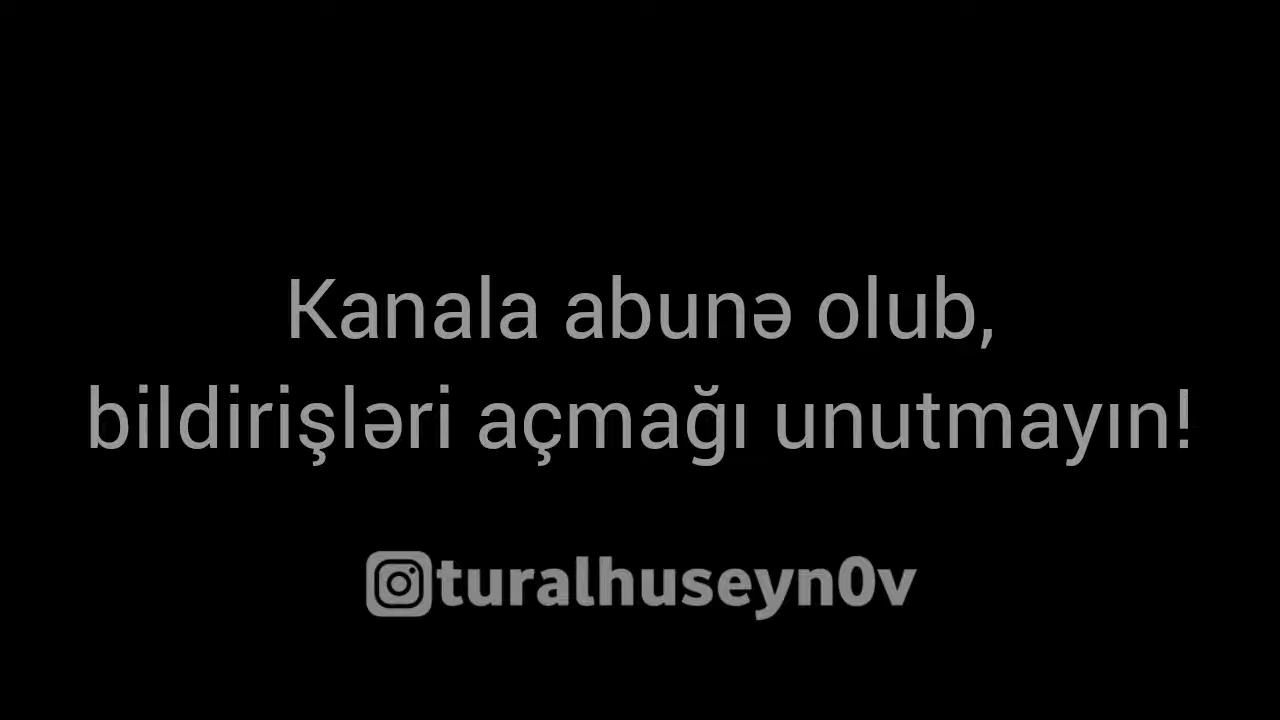 Kanala abunə olub,
bildirişləri açmağı unutmayın!
turalhuseyn0v